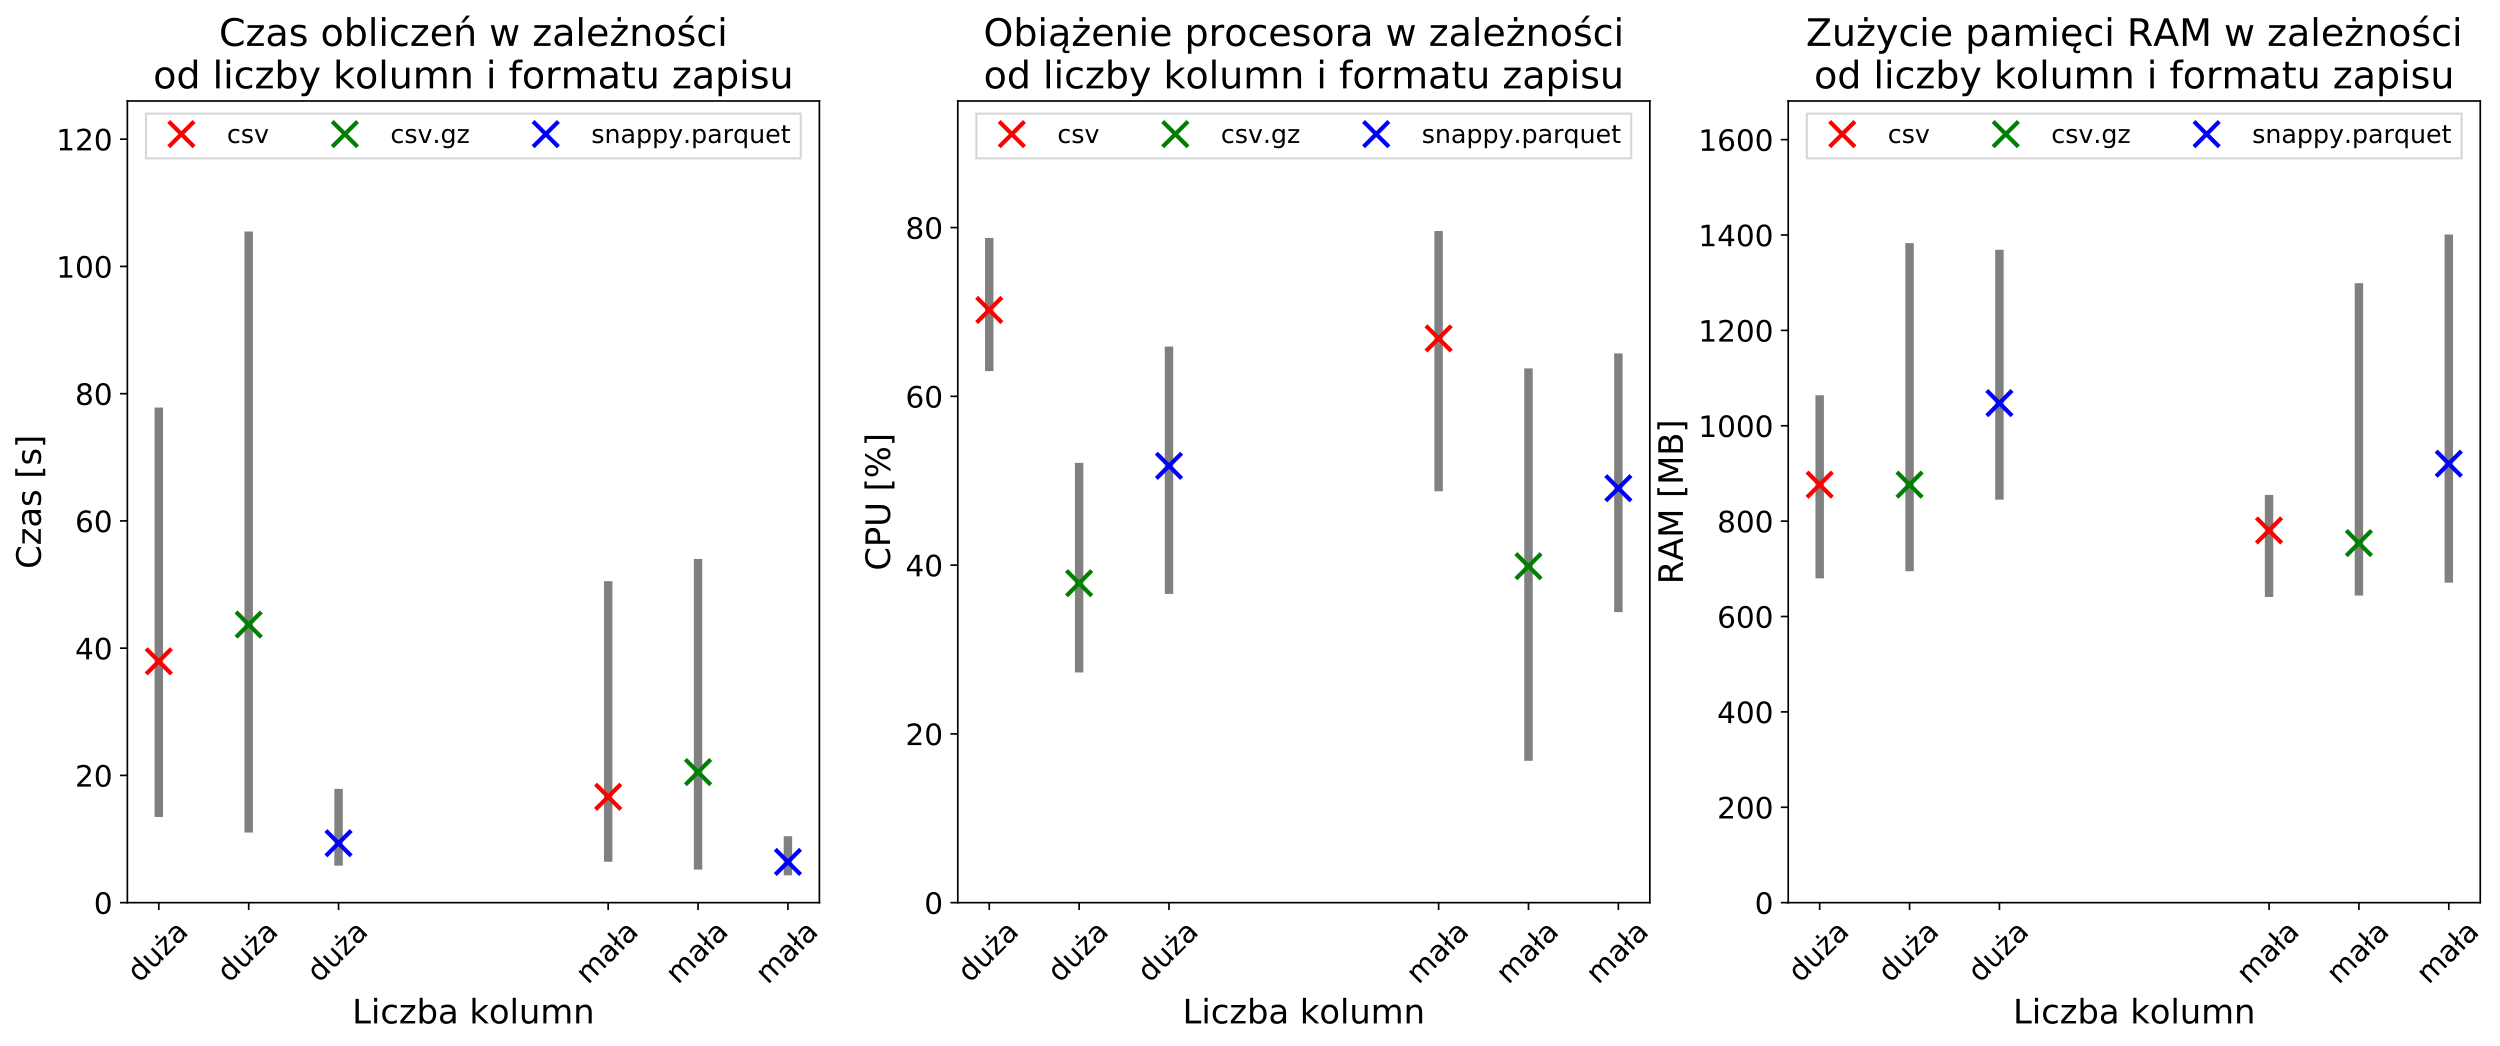 Czas obliczeń w zależności
od liczby kolumn i formatu zapisu
csv csv.gz snappy.parquet
120
100
80
60
40
20
0
Czas [s]
duża duża duża mała mała mała
Liczba kolumn
Obiążenie procesora w zależności
od liczby kolumn i formatu zapisu
csv csv.gz snappy.parquet
80
60
40
20
0
CPU [%]
duża duża duża mała mała mała
Liczba kolumn
Zużycie pamięci RAM w zależności
od liczby kolumn i formatu zapisu
csv csv.gz snappy.parquet
1600
1400
1200
1000
800
600
400
200
0
RAM [MB]
duża duża duża mała mała mała
Liczba kolumn